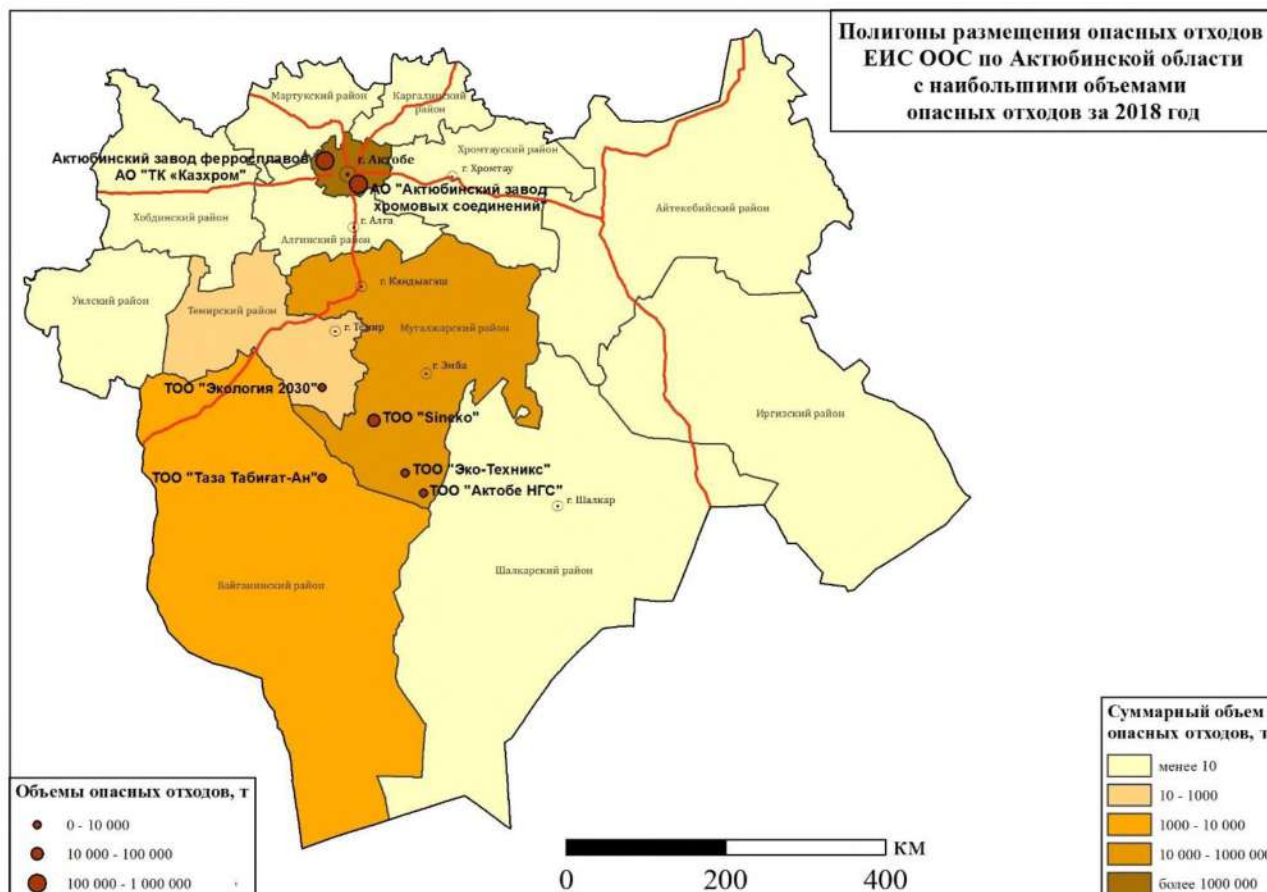 Полигоны размещения опасных отходов
ЕИС ООС по Актюбинской области
с наибольшими объемами
опасных отходов за 2018 год
Мартукский район
Каргалинский
район
Актюбинский завод ферросплавов
АО "ТК «Казхром"
г. Актобе
Хромтауский район
г. Хромтау
АО "Актюбинский завод
хромовых соединений"
Айтекебийский район
Хобдинский район
г. Алга
Алгинский район
г. Кандыагаш
Уилский район
Темирский район
г. Темир
Мугалжарский район
г. Эмба
ТОО "Экология 2030"
Иргизский район
ТОО "Sineko"
ТОО "Таза Табиғат-Ан"
ТОО "Эко-Техникс"
ТОО "Актобе НГС"
г. Шалкар
Байганинский район
Шалкарский район
Объемы опасных отходов, т
0 - 10 000
10 000 - 100 000
100 000 - 1 000 000
0 200 400 КМ
Суммарный объем
опасных отходов, т
менее 10
10 - 1000
1000 - 10 000
10 000 - 1000 000
более 1000 000